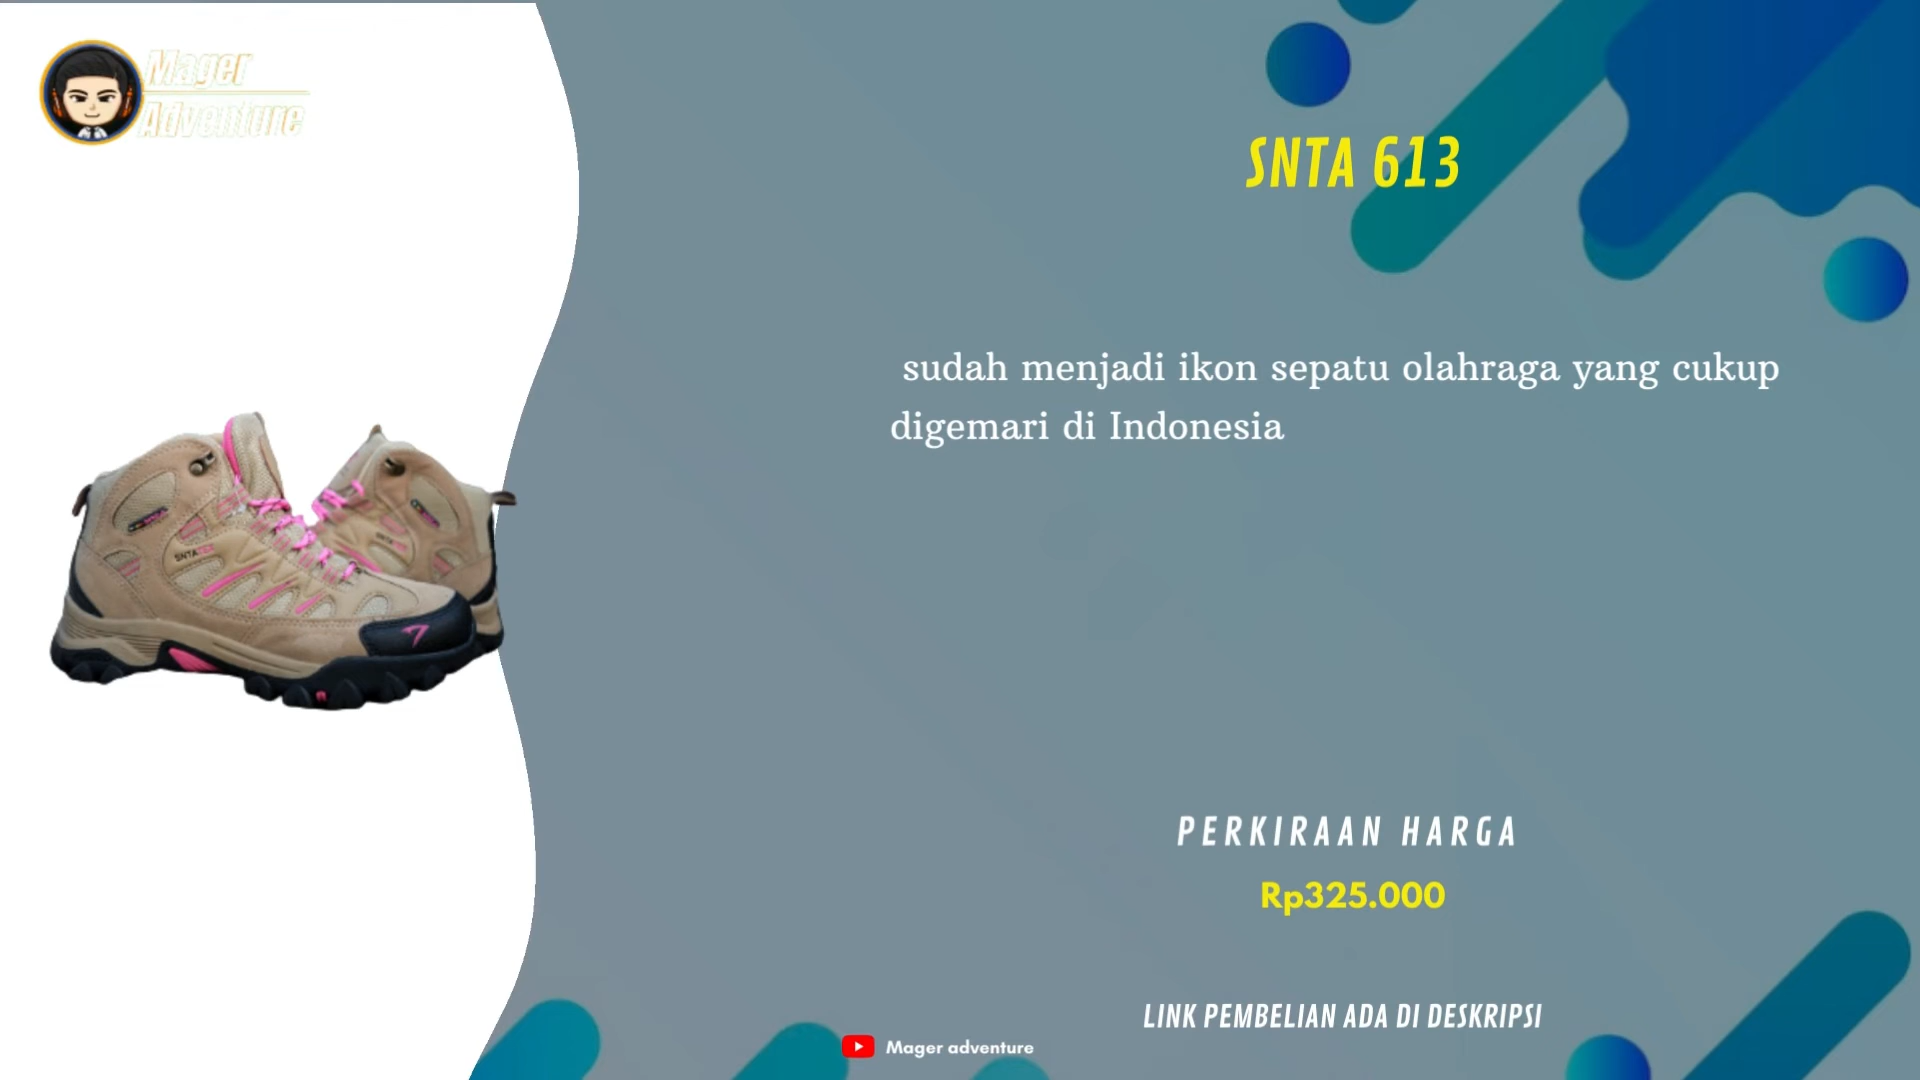 Mager
Adventure
SNTA 613
sudah menjadi ikon sepatu olahraga yang cukup
digemari di Indonesia
SNTA
PERKIRAAN HARGA
Rp325.000
LINK PEMBELIAN ADA DI DESKRIPSI
Mager adventure